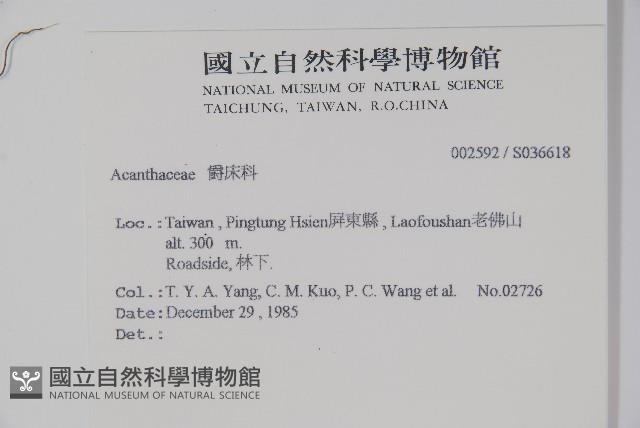 國立自然科學博物館
NATIONAL MUSEUM OF NATURAL SCIENCE
TAICHUNG, TAIWAN, R.O.CHINA
002592 / S036618
Acanthaceae 爵床科
Loc.: Taiwan , Pingtung Hsien屏東縣 , Laofoushan老佛山
alt. 300 m.
Roadside, 林下.
Col.: T. Y. A. Yang, C. M. Kuo, P. C. Wang et al. No.02726
Date: December 29 , 1985
Det.:
國立自然科學博物館
NATIONAL MUSEUM OF NATURAL SCIENCE